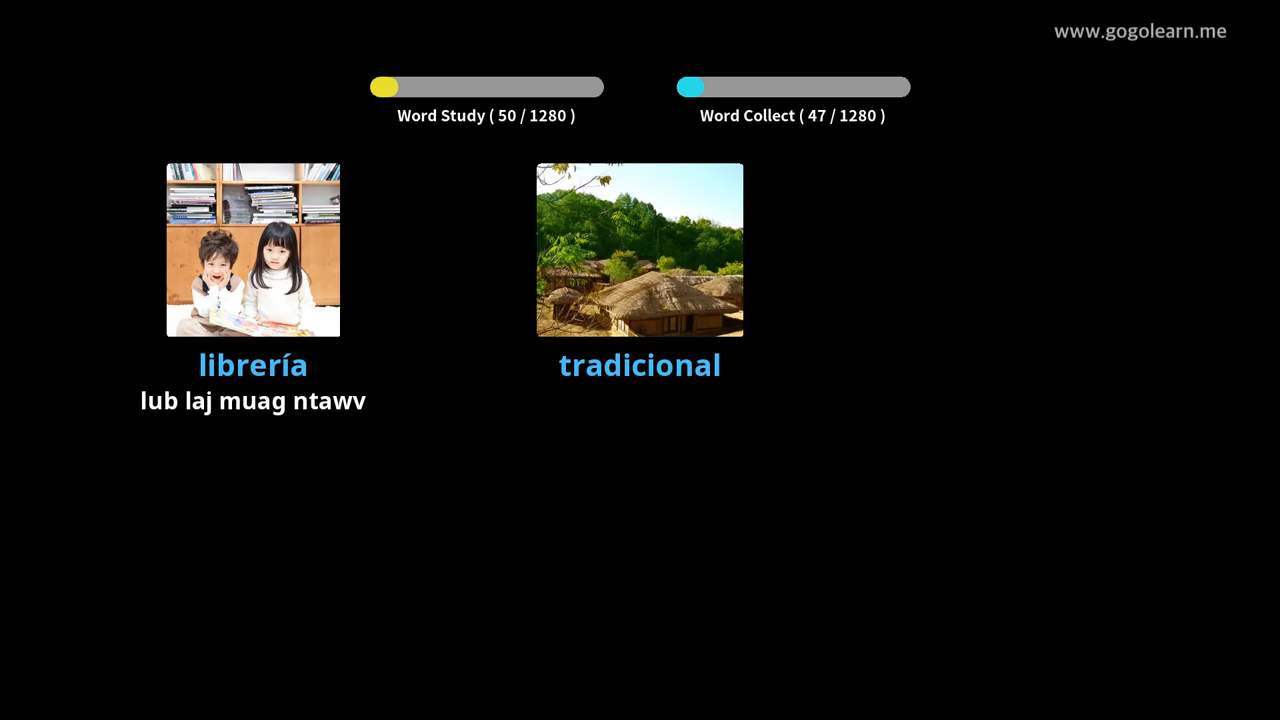 www.gogolearn.me
Word Study ( 50 / 1280 )
Word Collect ( 47 / 1280 )
librería
tradicional
lub laj muag ntawv